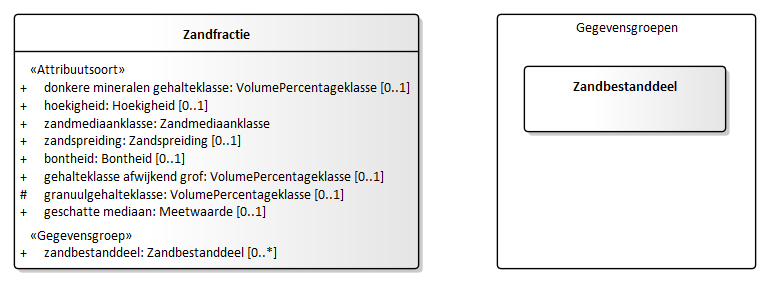 Zandfractie
«Attribuutsoort»
+ donkere mineralen gehalteklasse: VolumePercentageklasse [0..1]
+ hoekigheid: Hoekigheid [0..1]
+ zandmediaanklasse: Zandmediaanklasse
+ zandspreiding: Zandspreiding [0..1]
+ bontheid: Bontheid [0..1]
+ gehalteklasse afwijkend grof: VolumePercentageklasse [0..1]
# granuulgehalteklasse: VolumePercentageklasse [0..1]
+ geschatte mediaan: Meetwaarde [0..1]
«Gegevensgroep»
+ zandbestanddeel: Zandbestanddeel [0..*]
Gegevensgroepen
Zandbestanddeel